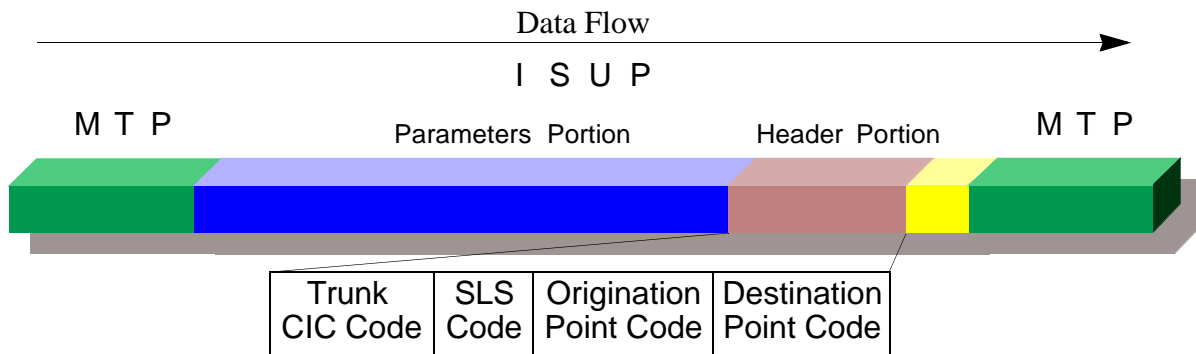 Data Flow
I S U P
M T P
Parameters Portion
Header Portion
M T P
Trunk
CIC Code
SLS
Code
Origination
Point Code
Destination
Point Code